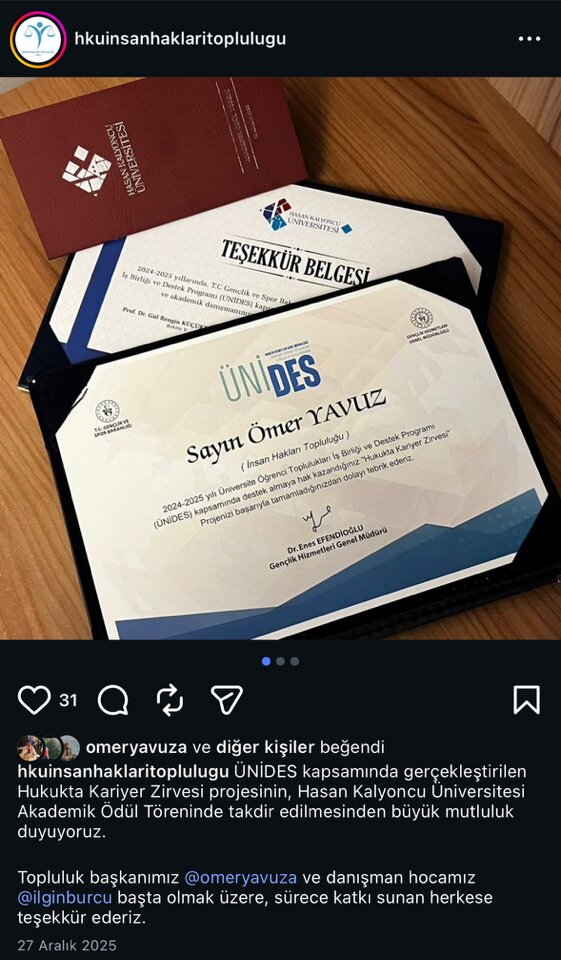 hkuinsanhaklaritoplulugu
HASAN KALYONCU
ÜNİVERSİTESİ
HASAN KALYONCU
ÜNİVERSİTESİ
TEŞEKKÜR BELGESİ
2024-2025 yıllarında, T.C Gençlik ve Spor Baka
İş Birliği ve Destek Programı (ÜNİDES) kaps
ve akademik danışmanım
Prof. Dr. Gül Rengin KÜÇÜK
T.C. GENÇLİK VE
SPOR BAKANLIĞI
GENÇLİK HİZMETLERİ
GENEL MÜDÜRLÜĞÜ
ÜNİDES
Sayın Ömer YAVUZ
( İnsan Hakları Topluluğu )
2024-2025 yılı Üniversite Öğrenci Toplulukları İş Birliği ve Destek Programı
(ÜNİDES) kapsamında destek almaya hak kazandığınız "Hukukta Kariyer Zirvesi"
Projenizi başarıyla tamamladığınızdan dolayı tebrik ederiz.
Dr. Enes EFENDİOĞLU
Gençlik Hizmetleri Genel Müdürü
31
omeryavuza ve diğer kişiler beğendi
hkuinsanhaklaritoplulugu ÜNİDES kapsamında gerçekleştirilen
Hukukta Kariyer Zirvesi projesinin, Hasan Kalyoncu Üniversitesi
Akademik Ödül Töreninde takdir edilmesinden büyük mutluluk
duyuyoruz.
Topluluk başkanımız @omeryavuza ve danışman hocamız
@ilginburcu başta olmak üzere, sürece katkı sunan herkese
teşekkür ederiz.
27 Aralık 2025